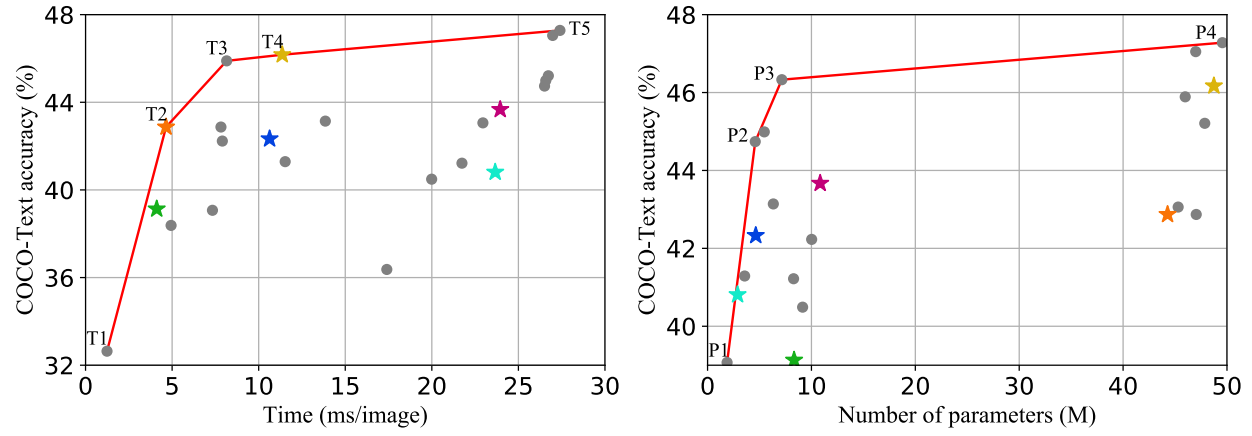 48
44
40
36
32
COCO-Text accuracy (%)
T1
T2
T3
T4
T5
0 5 10 15 20 25 30
Time (ms/image)
48
46
44
42
40
COCO-Text accuracy (%)
P1
P2
P3
P4
0 10 20 30 40 50
Number of parameters (M)